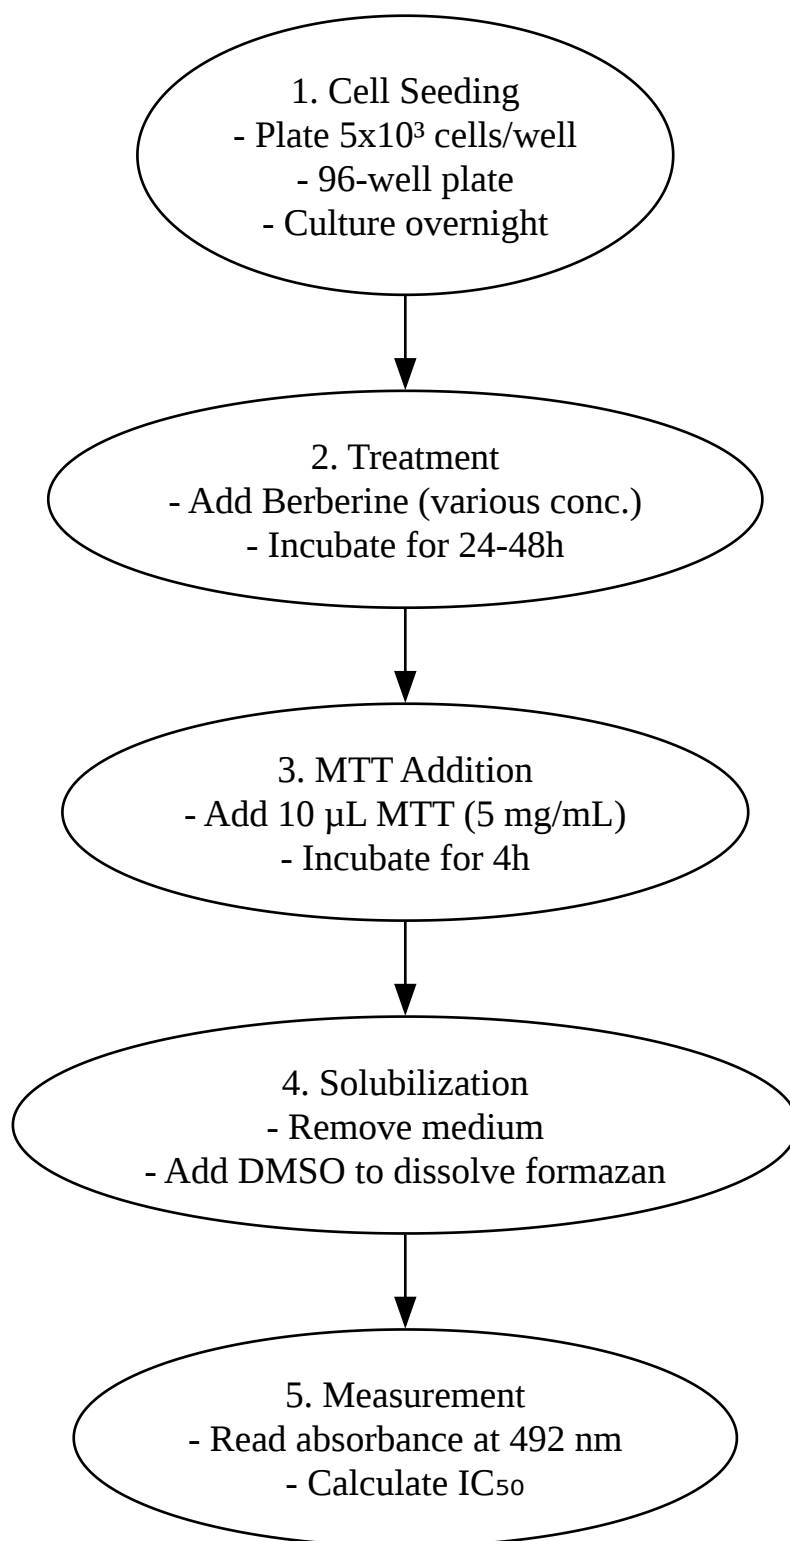 1. Cell Seeding
- Plate 5x10³ cells/well
- 96-well plate
- Culture overnight
2. Treatment
- Add Berberine (various conc.)
- Incubate for 24-48h
3. MTT Addition
- Add 10 µL MTT (5 mg/mL)
- Incubate for 4h
4. Solubilization
- Remove medium
- Add DMSO to dissolve formazan
5. Measurement
- Read absorbance at 492 nm
- Calculate IC₅₀